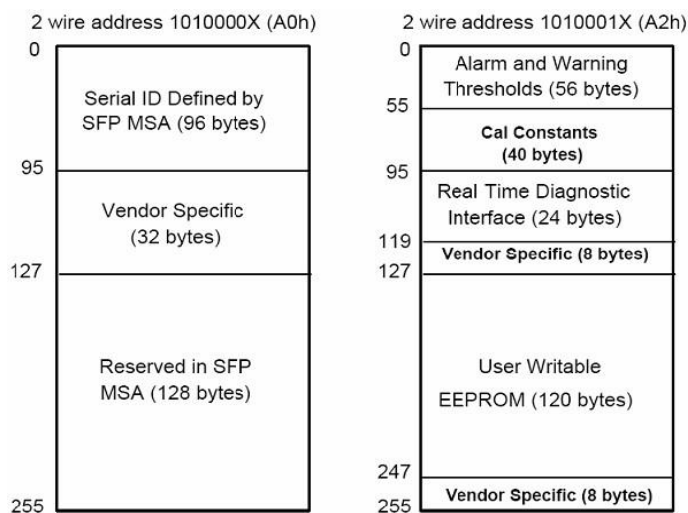 2 wire address 1010000X (A0h)
0
Serial ID Defined by
SFP MSA (96 bytes)
95
Vendor Specific
(32 bytes)
127
Reserved in SFP
MSA (128 bytes)
255
2 wire address 1010001X (A2h)
0
Alarm and Warning
Thresholds (56 bytes)
55
Cal Constants
(40 bytes)
95
Real Time Diagnostic
Interface (24 bytes)
119
Vendor Specific (8 bytes)
127
User Writable
EEPROM (120 bytes)
247
Vendor Specific (8 bytes)
255